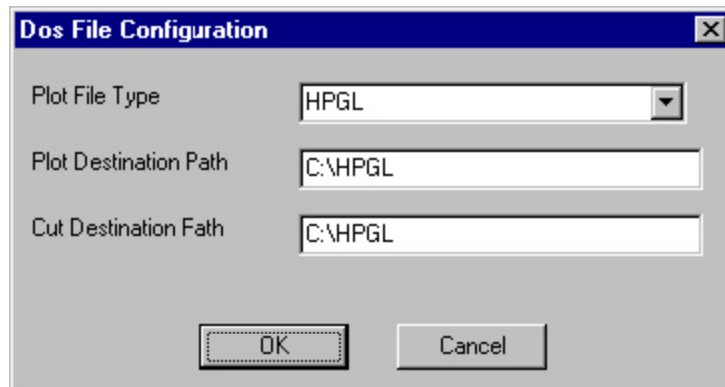 Dos File Configuration
Plot File Type
HPGL
Plot Destination Path
C:\HPGL
Cut Destination Fath
C:\HPGL
OK
Cancel